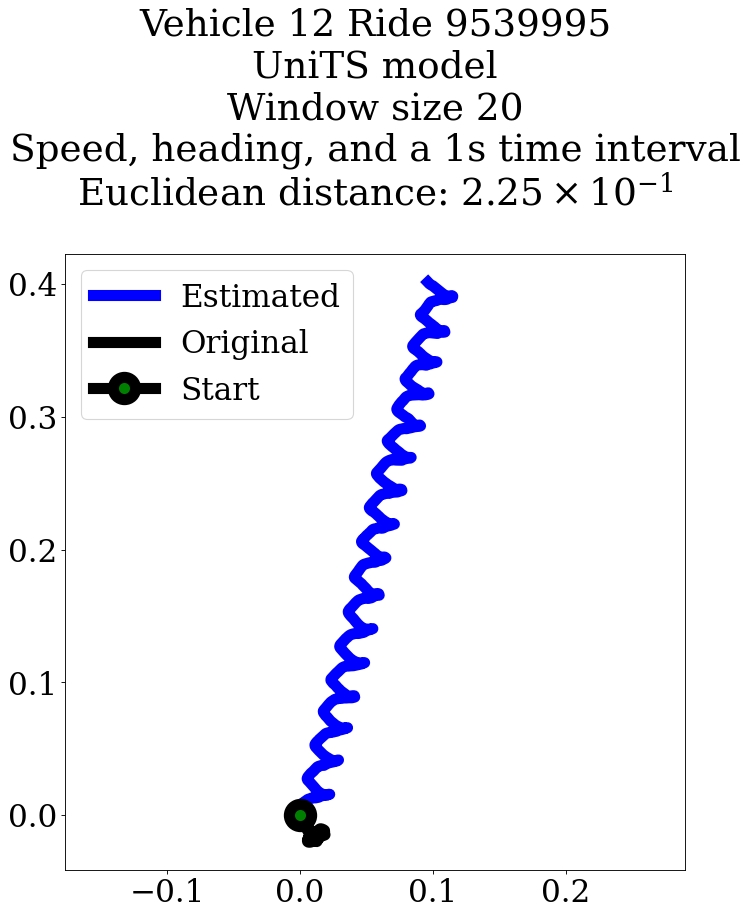 Vehicle 12 Ride 9539995
UniTS model
Window size 20
Speed, heading, and a 1s time interval
Euclidean distance: 2.25 × 10⁻¹
Estimated
Original
Start
0.4
0.3
0.2
0.1
0.0
−0.1 0.0 0.1 0.2